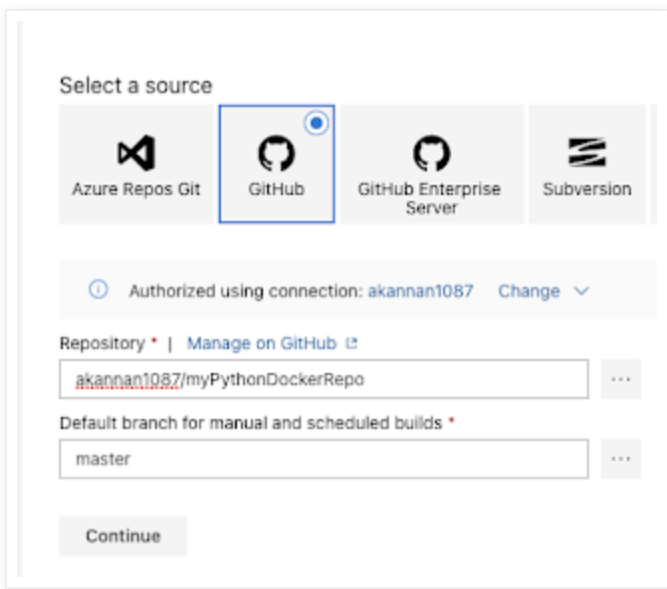 Select a source
Azure Repos Git
GitHub
GitHub Enterprise
Server
Subversion
Authorized using connection: akannan1087 Change
Repository * | Manage on GitHub
akannan1087/myPythonDockerRepo
...
Default branch for manual and scheduled builds *
master
...
Continue